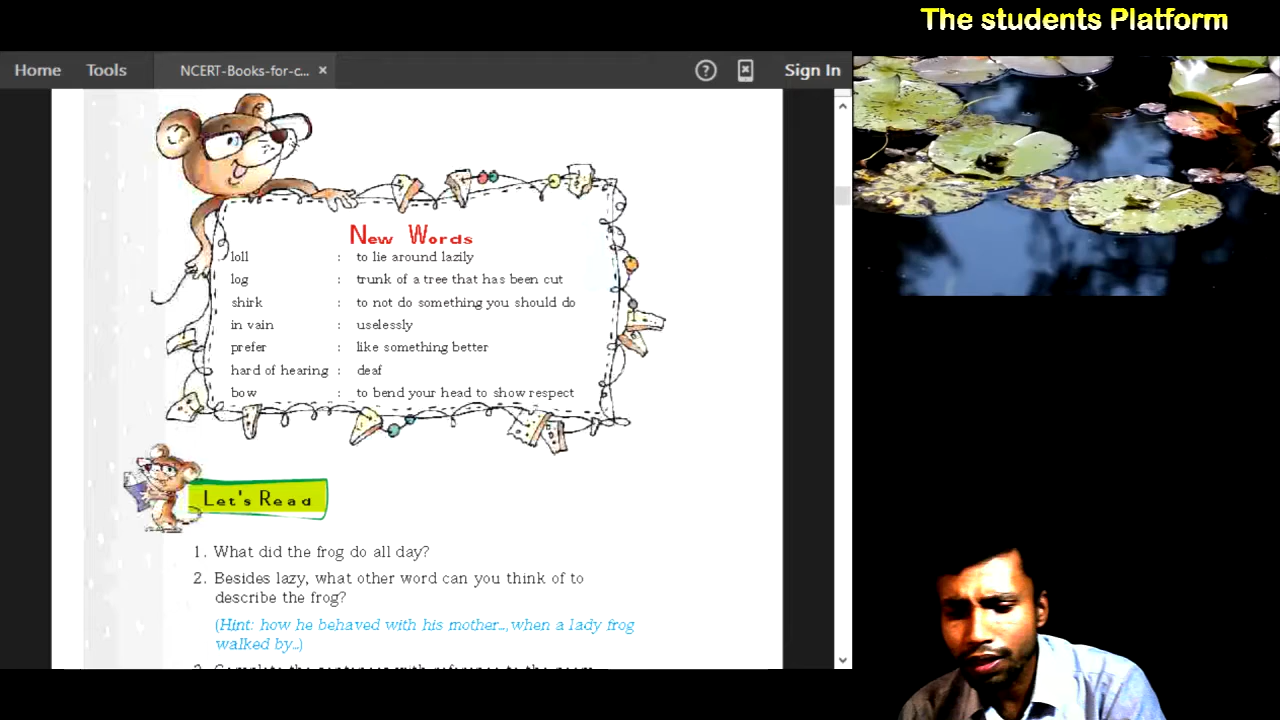 The students Platform
Home Tools NCERT-Books-for-c... × ? Sign In
New Words
loll : to lie around lazily
log : trunk of a tree that has been cut
shirk : to not do something you should do
in vain : uselessly
prefer : like something better
hard of hearing : deaf
bow : to bend your head to show respect
Let's Read
1. What did the frog do all day?
2. Besides lazy, what other word can you think of to
describe the frog?
(Hint: how he behaved with his mother..,when a lady frog
walked by..)